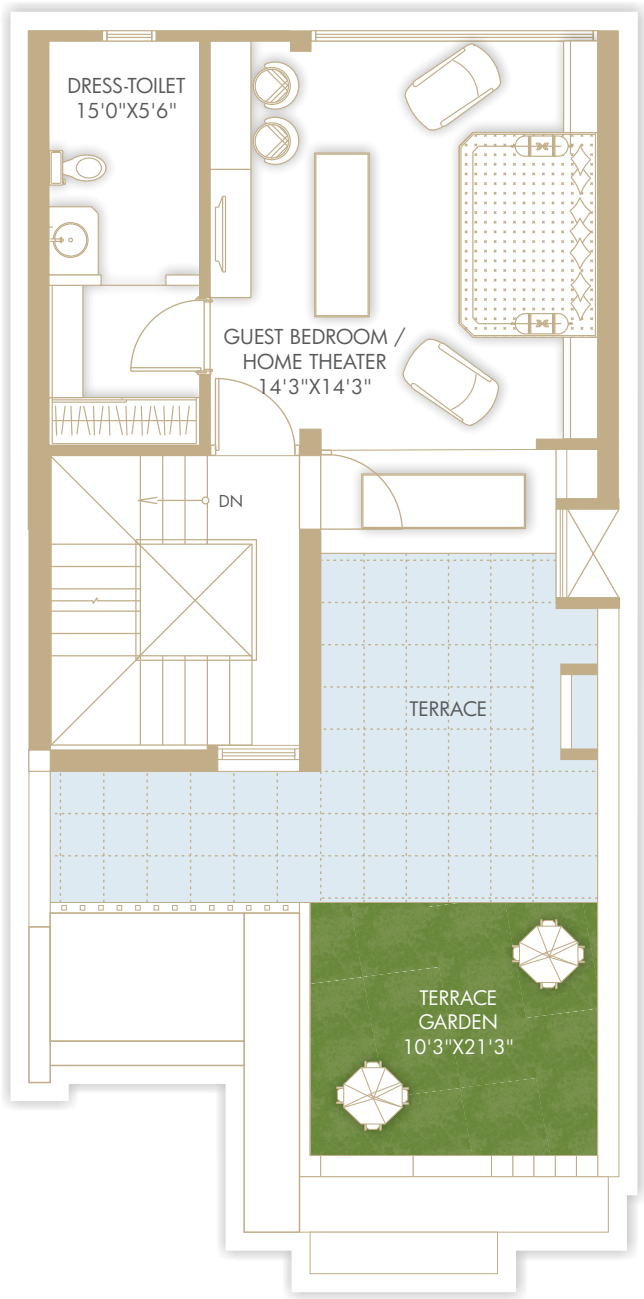 DRESS-TOILET
15'0"X5'6"
GUEST BEDROOM /
HOME THEATER
14'3"X14'3"
DN
TERRACE
TERRACE
GARDEN
10'3"X21'3"